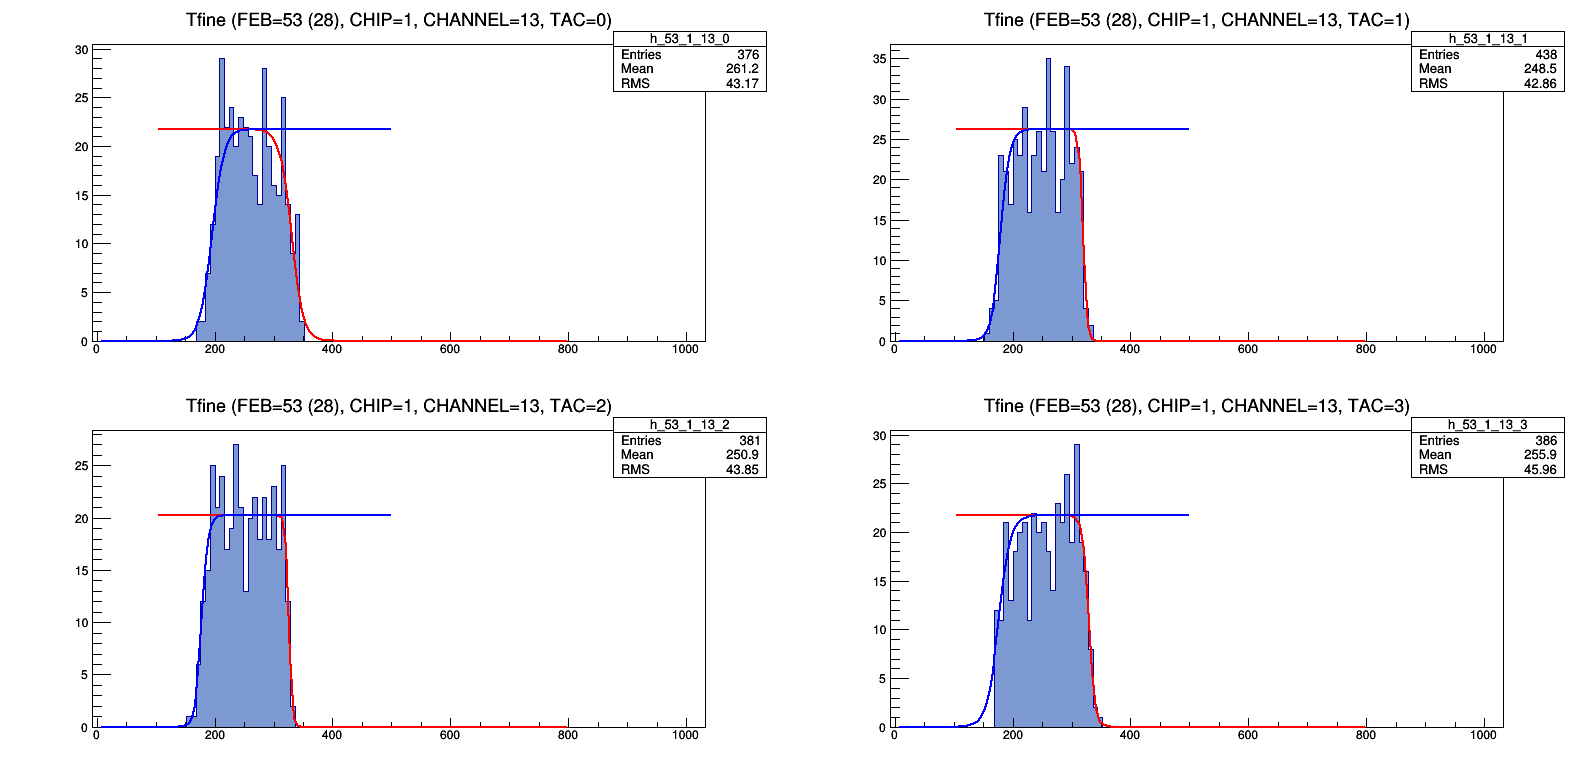 Tfine (FEB=53 (28), CHIP=1, CHANNEL=13, TAC=0)
h_53_1_13_0
Entries 376
Mean 261.2
RMS 43.17
30
25
20
15
10
5
0
0 200 400 600 800 1000
Tfine (FEB=53 (28), CHIP=1, CHANNEL=13, TAC=1)
h_53_1_13_1
Entries 438
Mean 248.5
RMS 42.86
35
30
25
20
15
10
5
0
0 200 400 600 800 1000
Tfine (FEB=53 (28), CHIP=1, CHANNEL=13, TAC=2)
h_53_1_13_2
Entries 381
Mean 250.9
RMS 43.85
25
20
15
10
5
0
0 200 400 600 800 1000
Tfine (FEB=53 (28), CHIP=1, CHANNEL=13, TAC=3)
h_53_1_13_3
Entries 386
Mean 255.9
RMS 45.96
30
25
20
15
10
5
0
0 200 400 600 800 1000